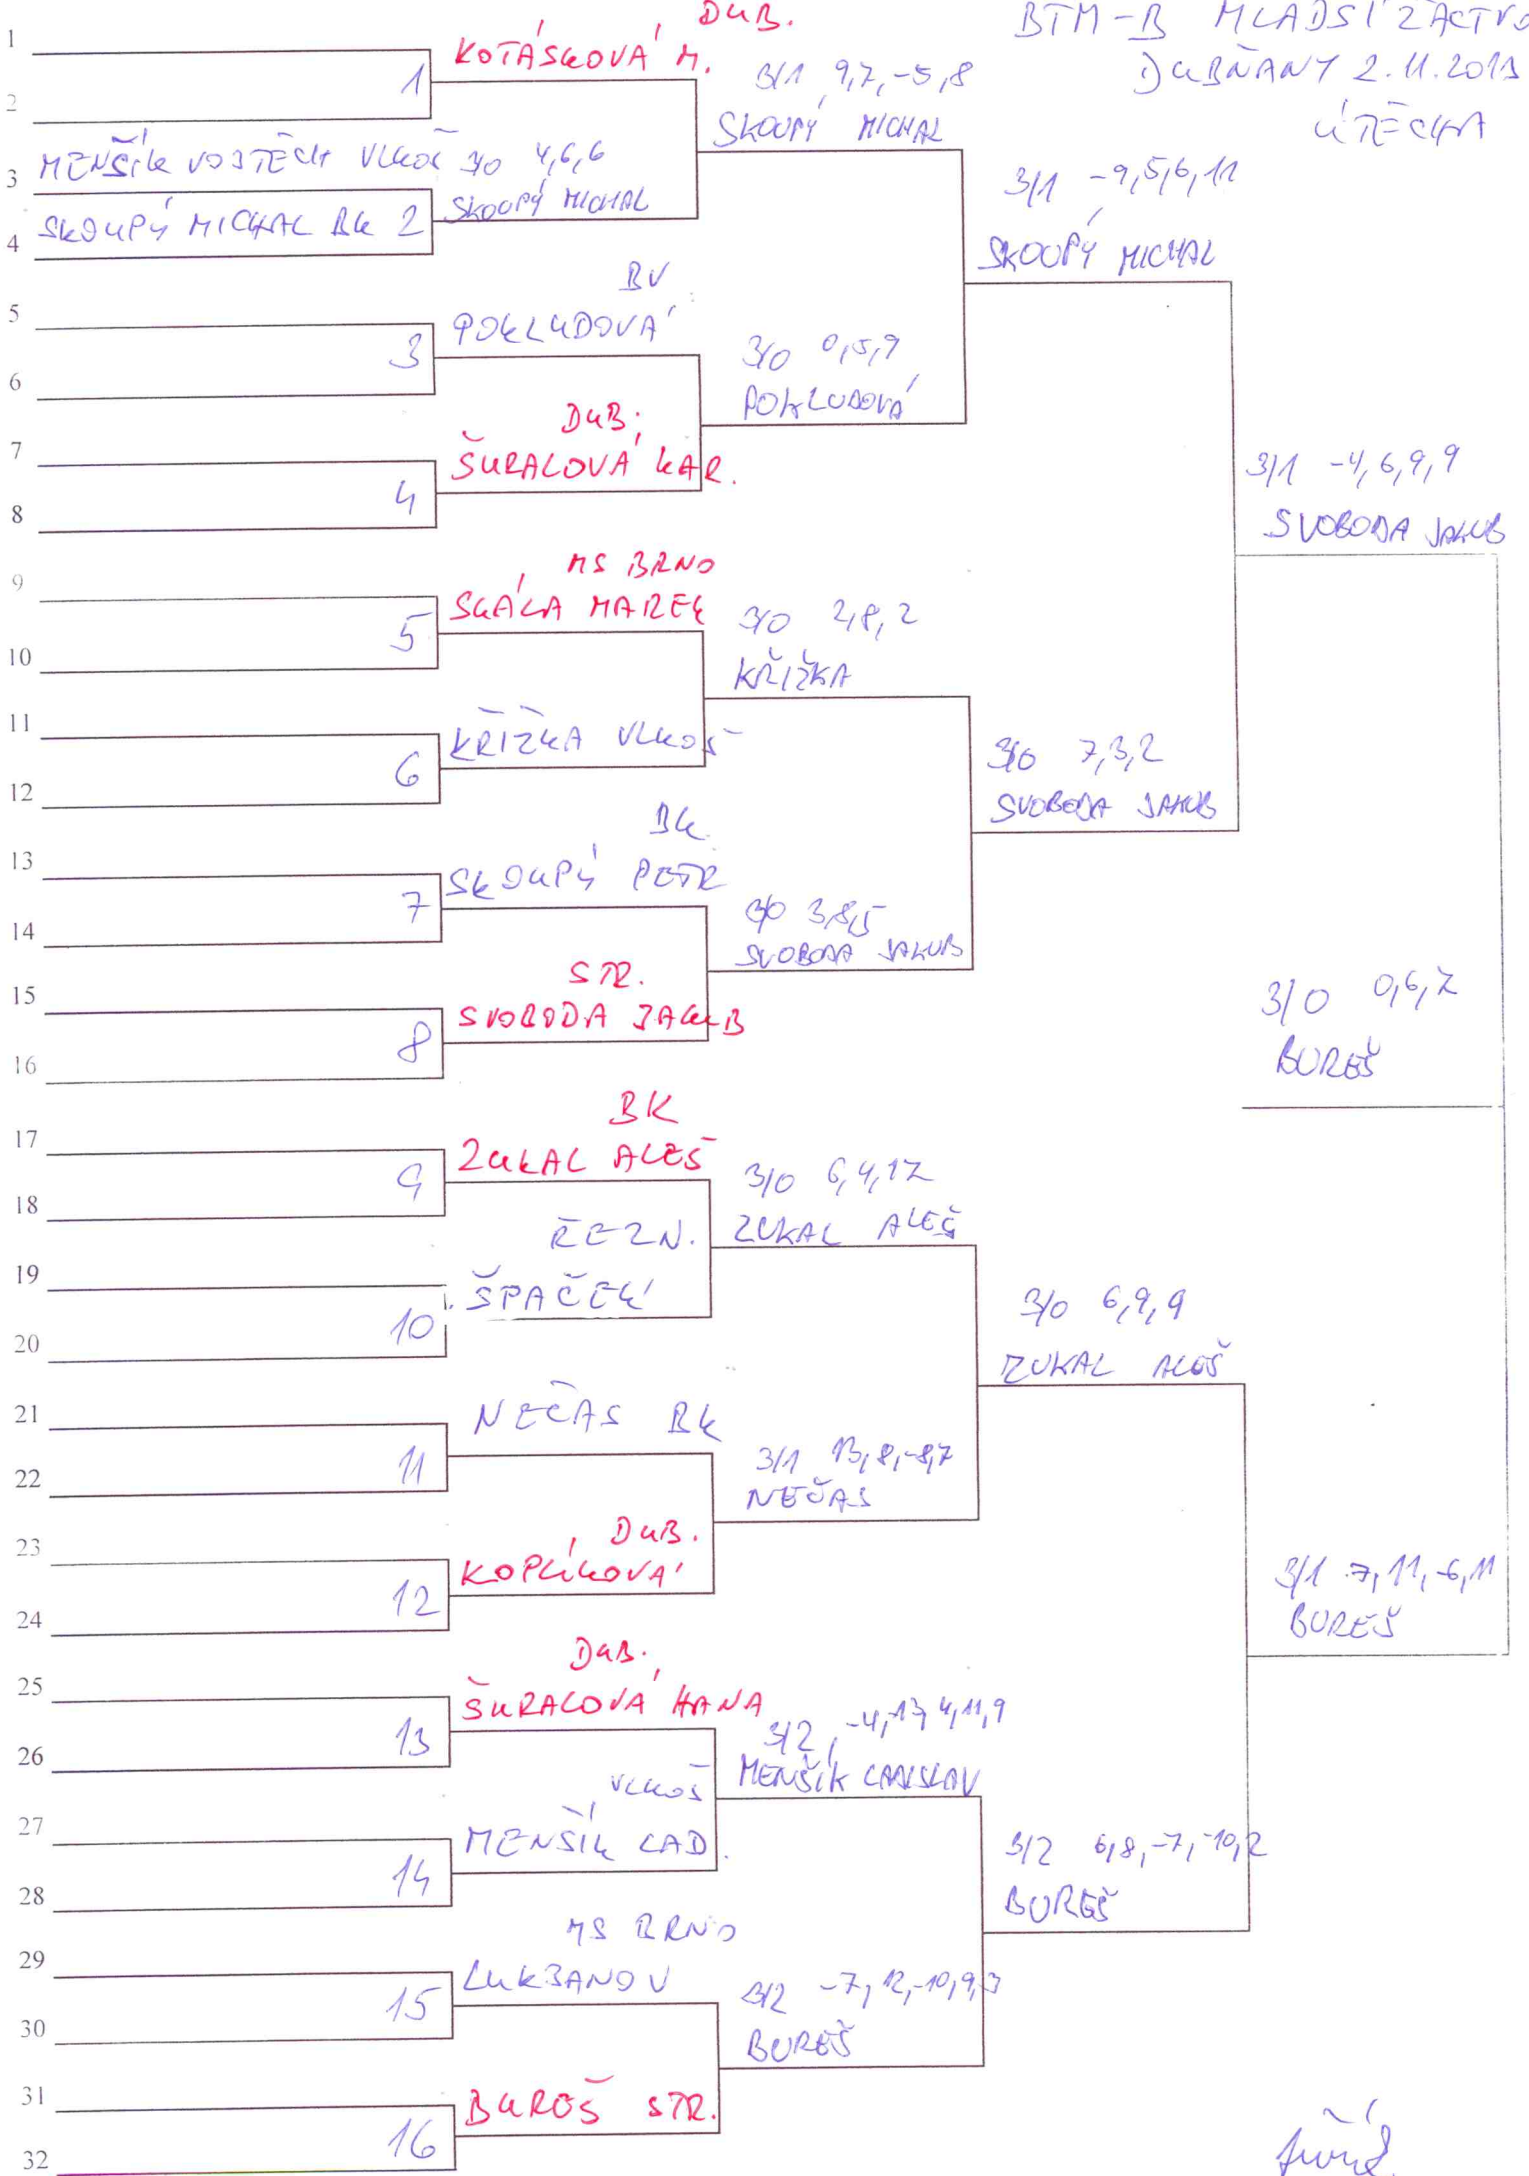 BTM-B MLADŠÍ ŽACTVO
DUBŇANY 2.11.2013
ÚTĚCHA
1
2
1
DUB.
KOTÁSKOVÁ M.
3/1 9,7,-5,8
SKOUPÝ MICHAL
MENŠÍK VOJTĚCH VLKOŠ 3/0 4,6,6
3
SKOUPÝ MICHAL BK 2 SKOUPÝ MICHAL
4
3/1 -9,5,6,11
SKOUPÝ MICHAL
5
6
3
BV
POKLUDOVÁ
3/0 0,5,9
POKLUDOVÁ
7
8
4
DUB.
ŠURALOVÁ KAR.
3/1 -4,6,9,9
SVOBODA JAKUB
9
10
5
MS BRNO
SKÁLA MAREK
3/0 2,8,2
KŘIŽKA
11
12
6
KŘÍŽKA VLKOŠ
3/0 7,3,2
SVOBODA JAKUB
13
14
7
BK
SKOUPÝ PETR
3/0 3,8,5
SVOBODA JAKUB
15
16
8
STR.
SVOBODA JAKUB
3/0 0,6,7
BUREŠ
17
18
9
BK
ZUKAL ALEŠ
3/0 6,4,12
ZUKAL ALEŠ
19
20
10
ŘEZN.
ŠPAČEK
3/0 6,9,9
ZUKAL ALEŠ
21
22
11
NEČAS BK
3/1 13,8,-8,7
NEČAS
23
24
12
DUB.
KOPLÍKOVÁ
3/1 7,11,-6,11
BUREŠ
25
26
13
DUB.
ŠURALOVÁ HANA
3/2 -4,-13,4,11,9
MENŠÍK LADISLAV
27
28
14
VLKOŠ
MENŠÍK LAD.
3/2 6,8,-7,-10,2
BUREŠ
29
30
15
MS BRNO
LUKJANOV
3/2 -7,12,-10,9,3
BUREŠ
31
32
16
BUREŠ STR.